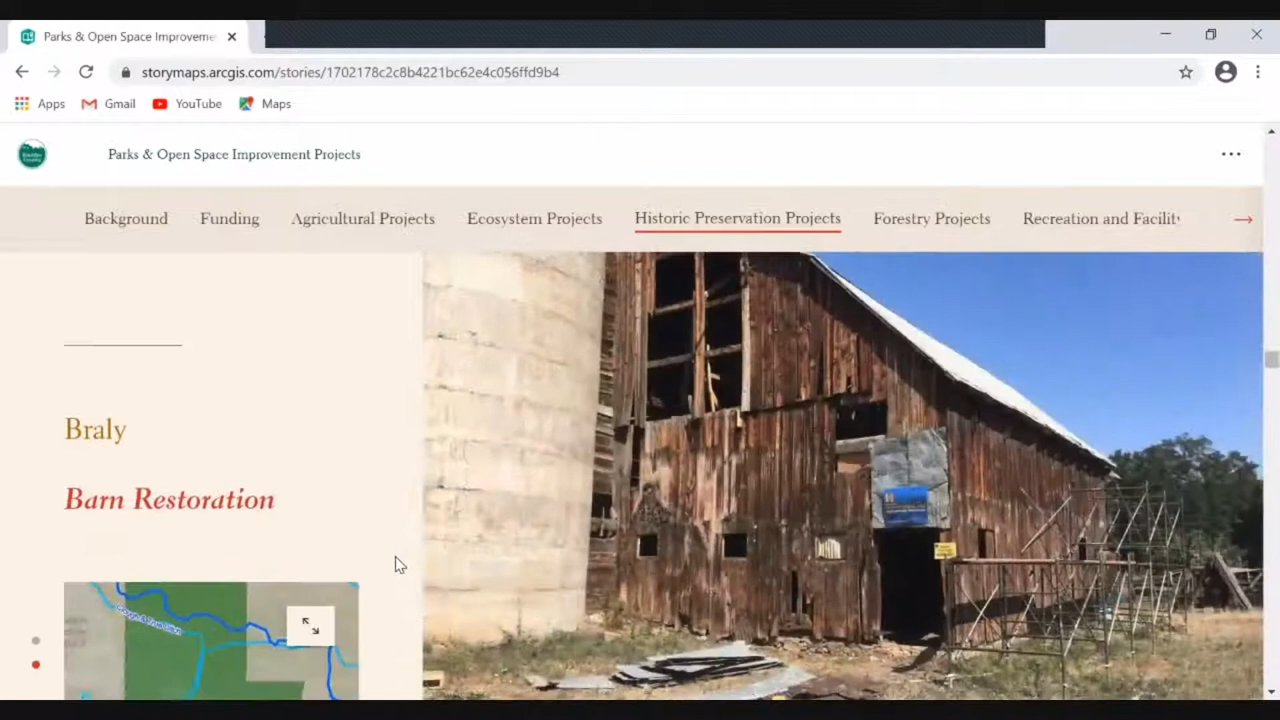 Parks & Open Space Improveme
storymaps.arcgis.com/stories/1702178c2c8b4221bc62e4c056ffd9b4
Apps Gmail YouTube Maps
Parks & Open Space Improvement Projects
Background Funding Agricultural Projects Ecosystem Projects Historic Preservation Projects Forestry Projects Recreation and Facility
Braly
Barn Restoration